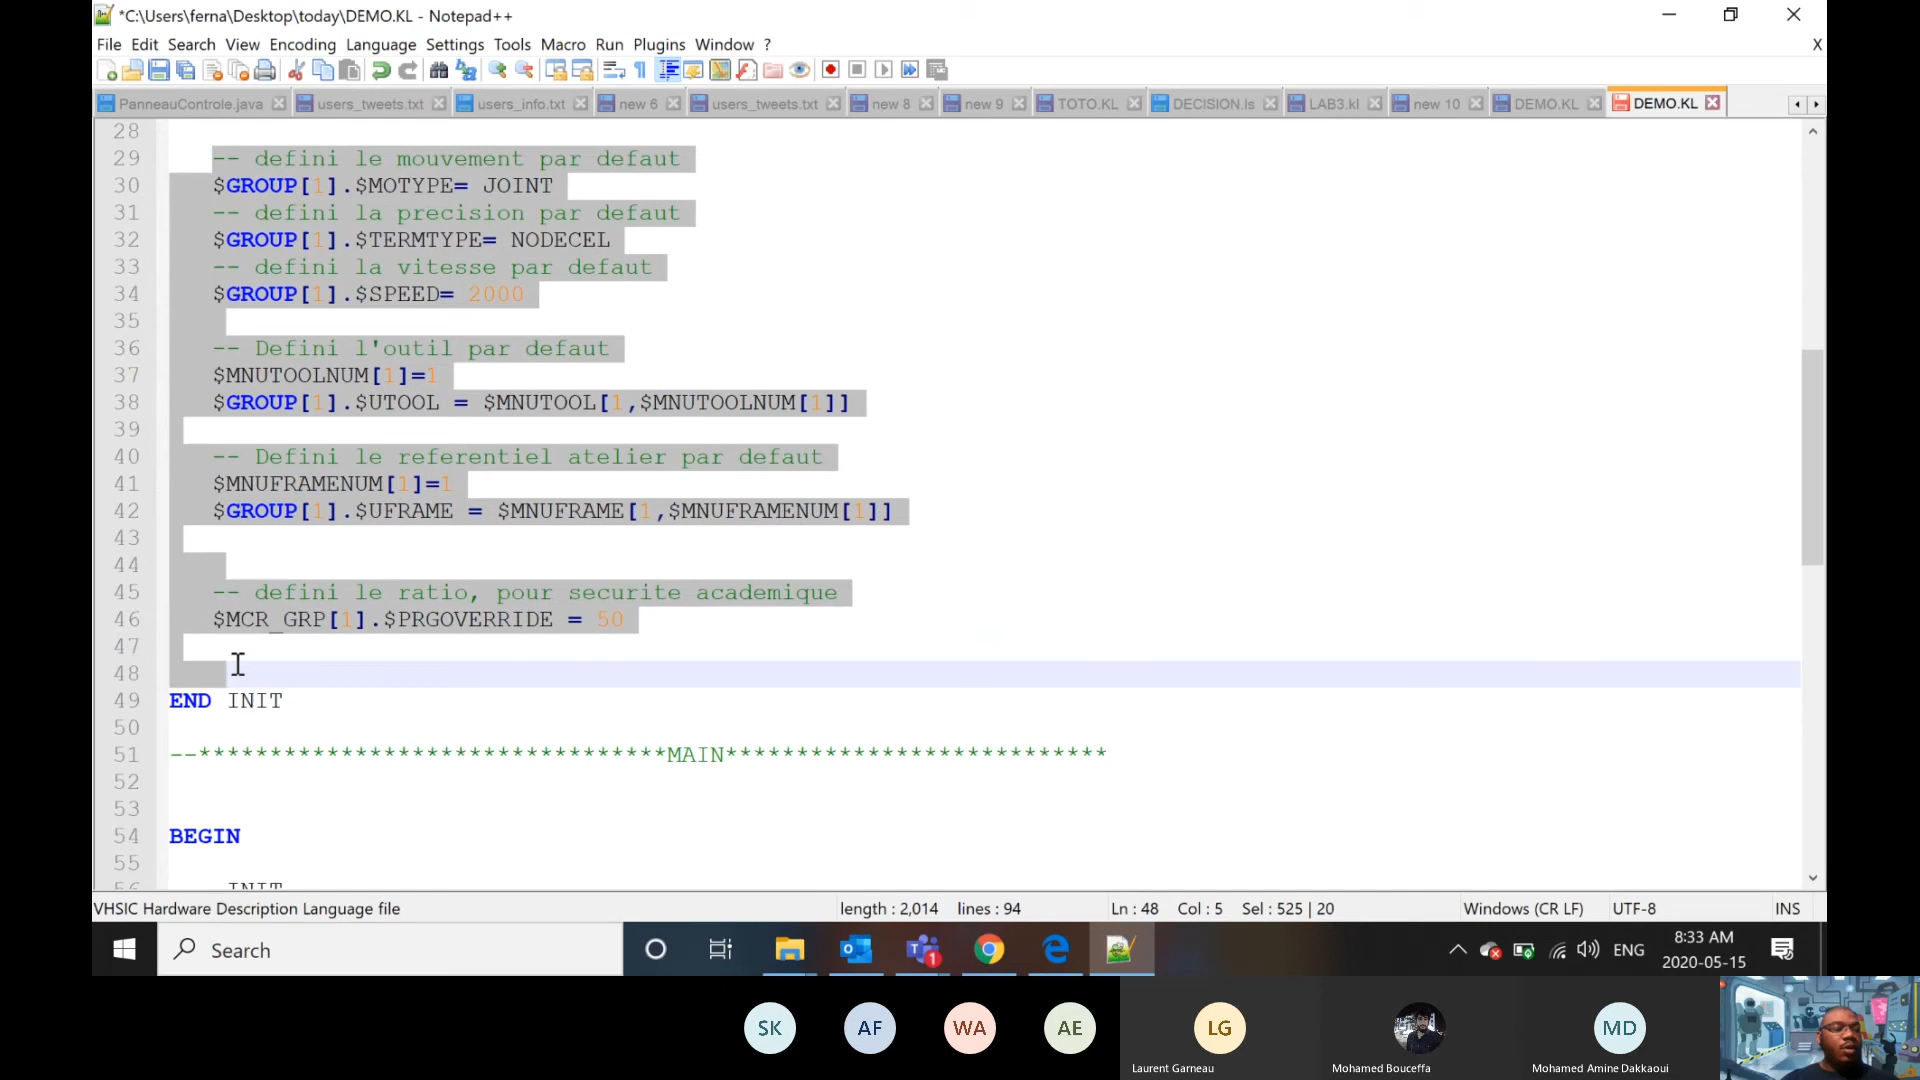 *C:\Users\ferna\Desktop\today\DEMO.KL - Notepad++
File Edit Search View Encoding Language Settings Tools Macro Run Plugins Window ? X
PanneauControle.java users_tweets.txt users_info.txt new 6 users_tweets.txt new 8 new 9 TOTO.KL DECISION.ls LAB3.kl new 10 DEMO.KL DEMO.KL
28
29 -- defini le mouvement par defaut
30 $GROUP[1].$MOTYPE= JOINT
31 -- defini la precision par defaut
32 $GROUP[1].$TERMTYPE= NODECEL
33 -- defini la vitesse par defaut
34 $GROUP[1].$SPEED= 2000
35
36 -- Defini l'outil par defaut
37 $MNUTOOLNUM[1]=1
38 $GROUP[1].$UTOOL = $MNUTOOL[1,$MNUTOOLNUM[1]]
39
40 -- Defini le referentiel atelier par defaut
41 $MNUFRAMENUM[1]=1
42 $GROUP[1].$UFRAME = $MNUFRAME[1,$MNUFRAMENUM[1]]
43
44
45 -- defini le ratio, pour securite academique
46 $MCR_GRP[1].$PRGOVERRIDE = 50
47
48
49 END INIT
50
51 --*********************************MAIN***************************
52
53
54 BEGIN
55
56 INIT
VHSIC Hardware Description Language file length : 2,014 lines : 94 Ln : 48 Col : 5 Sel : 525 | 20 Windows (CR LF) UTF-8 INS
Search 1 ENG 8:33 AM
2020-05-15
SK AF WA AE LG MD
Laurent Garneau Mohamed Bouceffa Mohamed Amine Dakkaoui